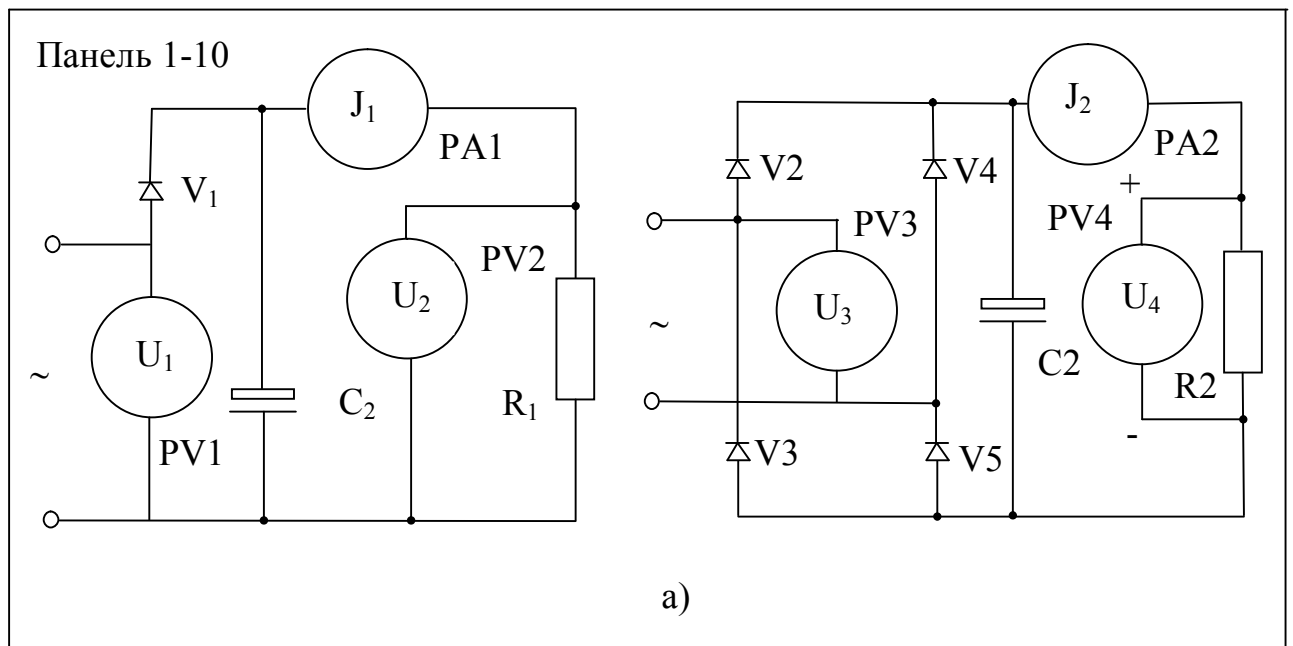 Панель 1-10
J₁
PA1
V₁
PV2
U₂
U₁
~
C₂
R₁
PV1
J₂
PA2
V2
V4
+
PV3
PV4
U₃
U₄
~
C2
R2
-
V3
V5
а)